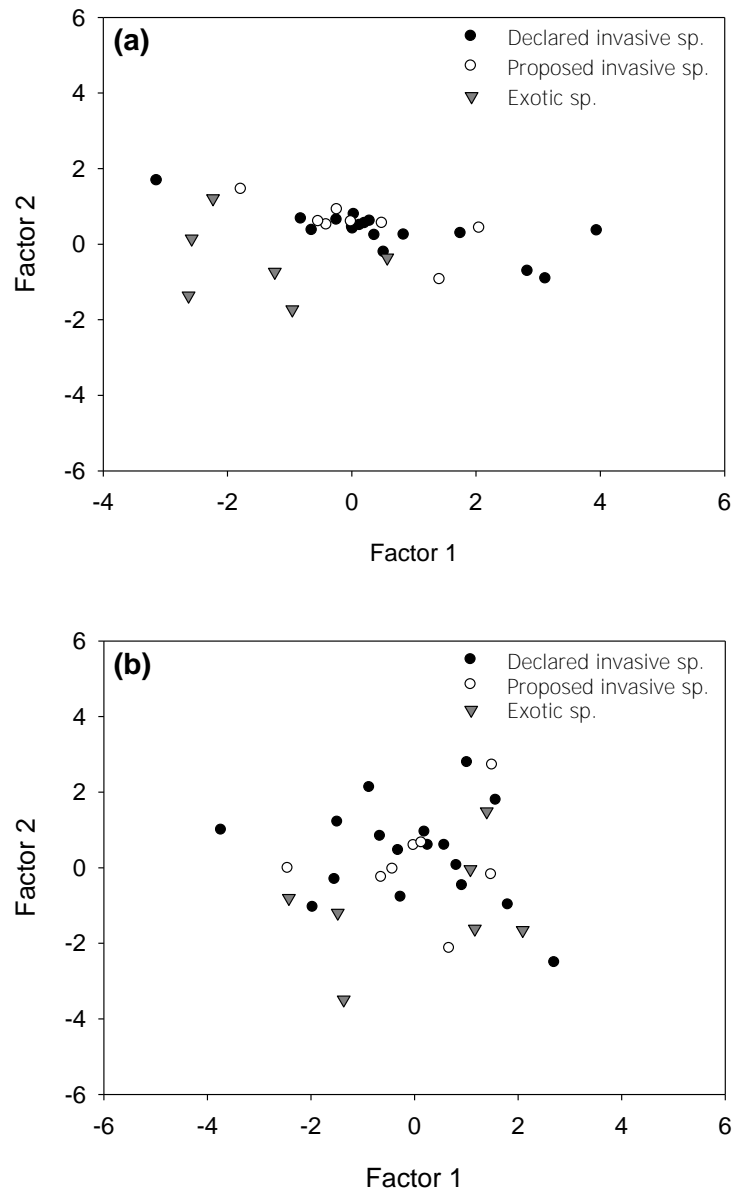 (a)
Declared invasive sp.
Proposed invasive sp.
Exotic sp.
6
4
2
0
-2
-4
-6
Factor 2
-4 -2 0 2 4 6
Factor 1
(b)
Declared invasive sp.
Proposed invasive sp.
Exotic sp.
6
4
2
0
-2
-4
-6
Factor 2
-6 -4 -2 0 2 4 6
Factor 1